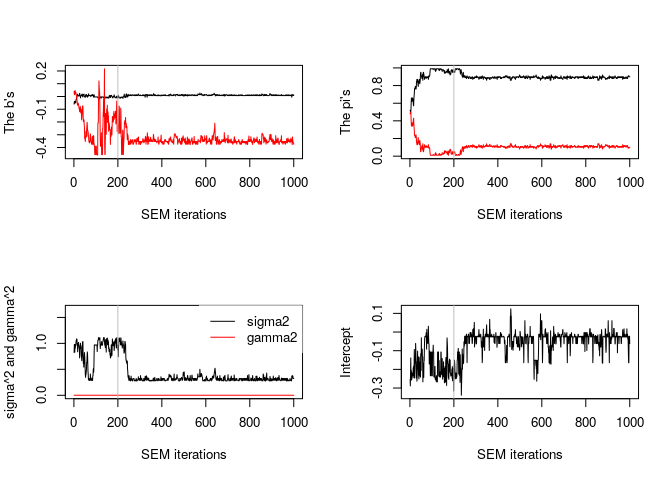 The b's
0.2
-0.1
-0.4
0 200 400 600 800 1000
SEM iterations
The pi's
0.8
0.4
0.0
0 200 400 600 800 1000
SEM iterations
sigma^2 and gamma^2
1.0
0.0
sigma2
gamma2
0 200 400 600 800 1000
SEM iterations
Intercept
0.1
-0.1
-0.3
0 200 400 600 800 1000
SEM iterations